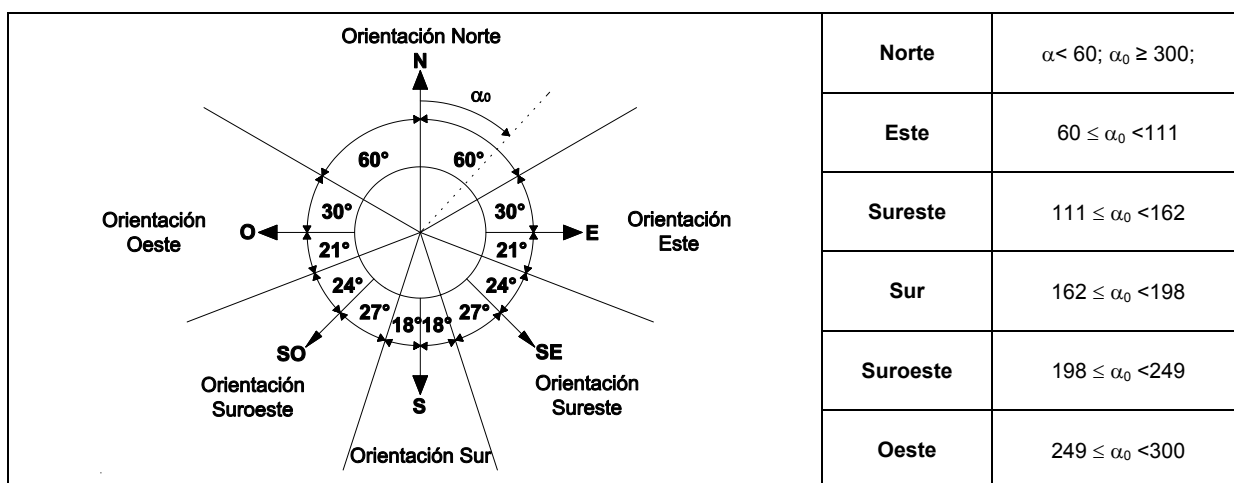 Orientación Norte
N
α₀
60° 60°
30° 30°
Orientación
Oeste
O
E
Orientación
Este
21° 21°
24° 24°
27° 18° 18° 27°
SO
SE
Orientación
Suroeste
S
Orientación
Sureste
Orientación Sur
Norte α< 60; α₀ ≥ 300;
Este 60 ≤ α₀ <111
Sureste 111 ≤ α₀ <162
Sur 162 ≤ α₀ <198
Suroeste 198 ≤ α₀ <249
Oeste 249 ≤ α₀ <300